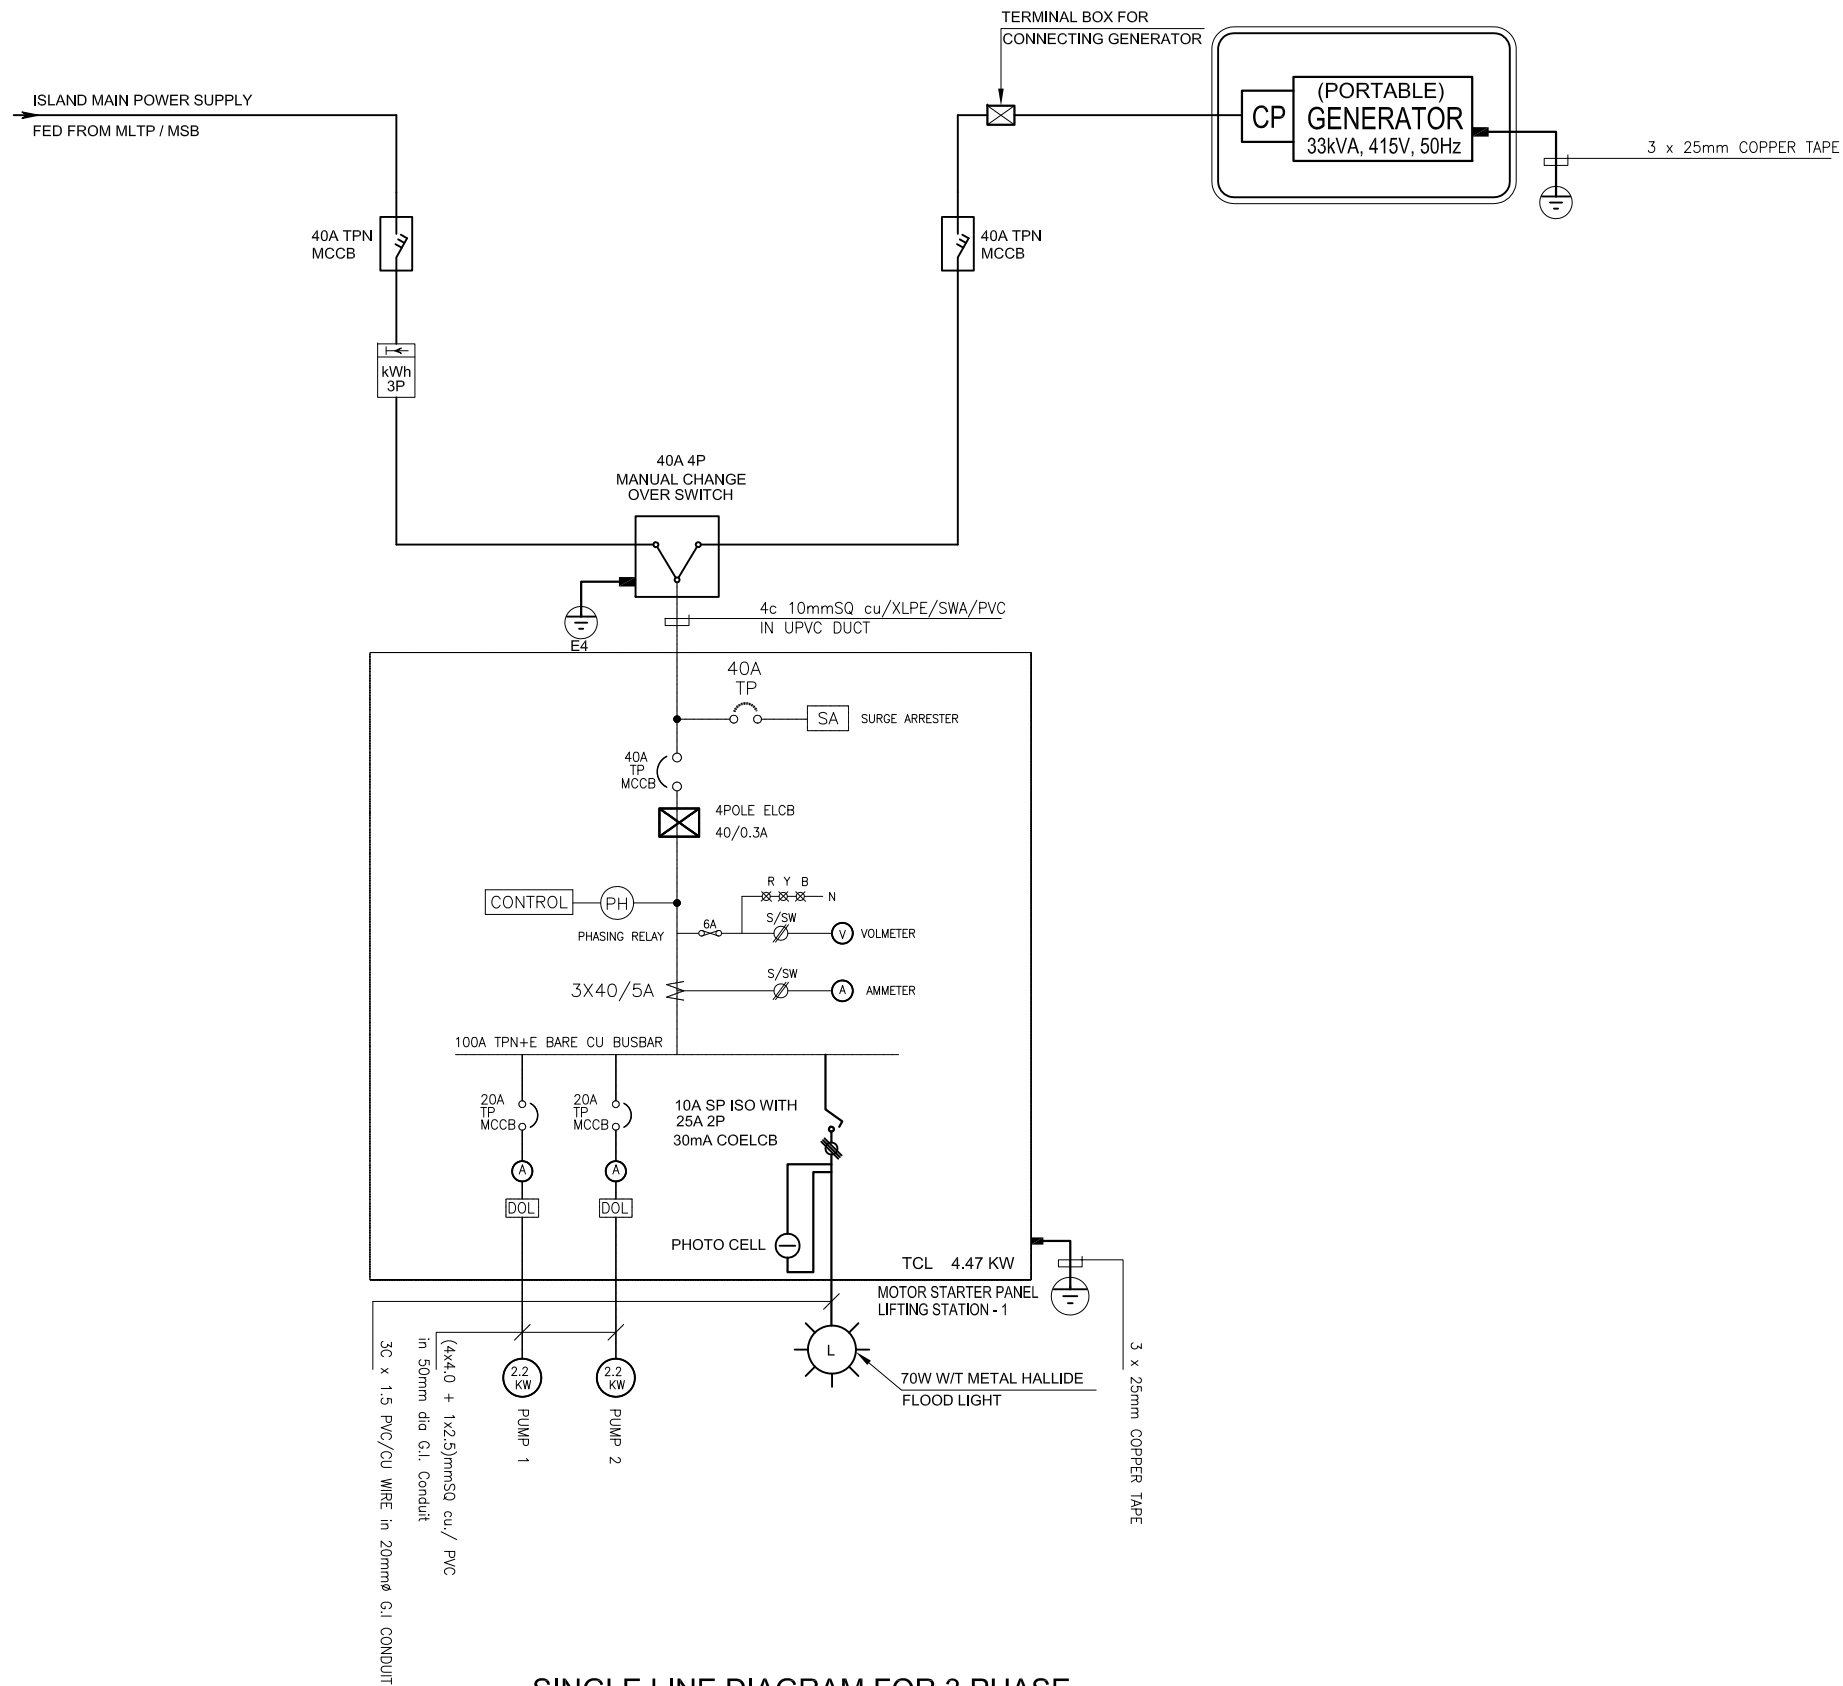 TERMINAL BOX FOR
CONNECTING GENERATOR
ISLAND MAIN POWER SUPPLY
FED FROM MLTP / MSB
CP
(PORTABLE)
GENERATOR
33kVA, 415V, 50Hz
3 x 25mm COPPER TAPE
40A TPN
MCCB
40A TPN
MCCB
kWh
3P
40A 4P
MANUAL CHANGE
OVER SWITCH
E4
4c 10mmSQ cu/XLPE/SWA/PVC
IN UPVC DUCT
40A
TP
SA
SURGE ARRESTER
40A
TP
MCCB
4POLE ELCB
40/0.3A
CONTROL
PH
PHASING RELAY
R Y B
N
6A
S/SW
V
VOLMETER
3X40/5A
S/SW
A
AMMETER
100A TPN+E BARE CU BUSBAR
20A
TP
MCCB
20A
TP
MCCB
10A SP ISO WITH
25A 2P
30mA COELCB
A
A
DOL
DOL
PHOTO CELL
TCL 4.47 KW
MOTOR STARTER PANEL
LIFTING STATION - 1
L
70W W/T METAL HALLIDE
FLOOD LIGHT
2.2
KW
2.2
KW
PUMP 1
PUMP 2
(4x4.0 + 1x2.5)mmSQ cu./ PVC
in 50mm dia G.I. Conduit
3C x 1.5 PVC/CU WIRE in 20mmø G.I CONDUIT
3 x 25mm COPPER TAPE
SINGLE LINE DIAGRAM FOR 3 PHASE